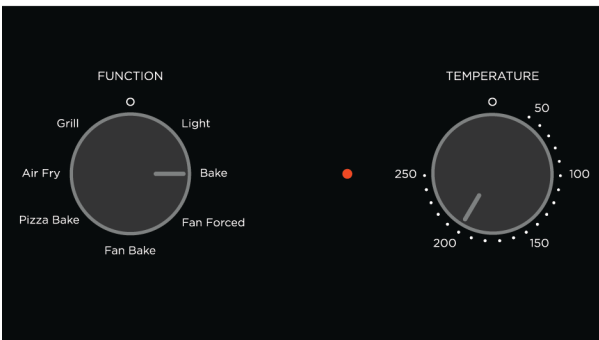 FUNCTION
Grill
Light
Air Fry
Bake
Pizza Bake
Fan Forced
Fan Bake
TEMPERATURE
50
250
100
200
150